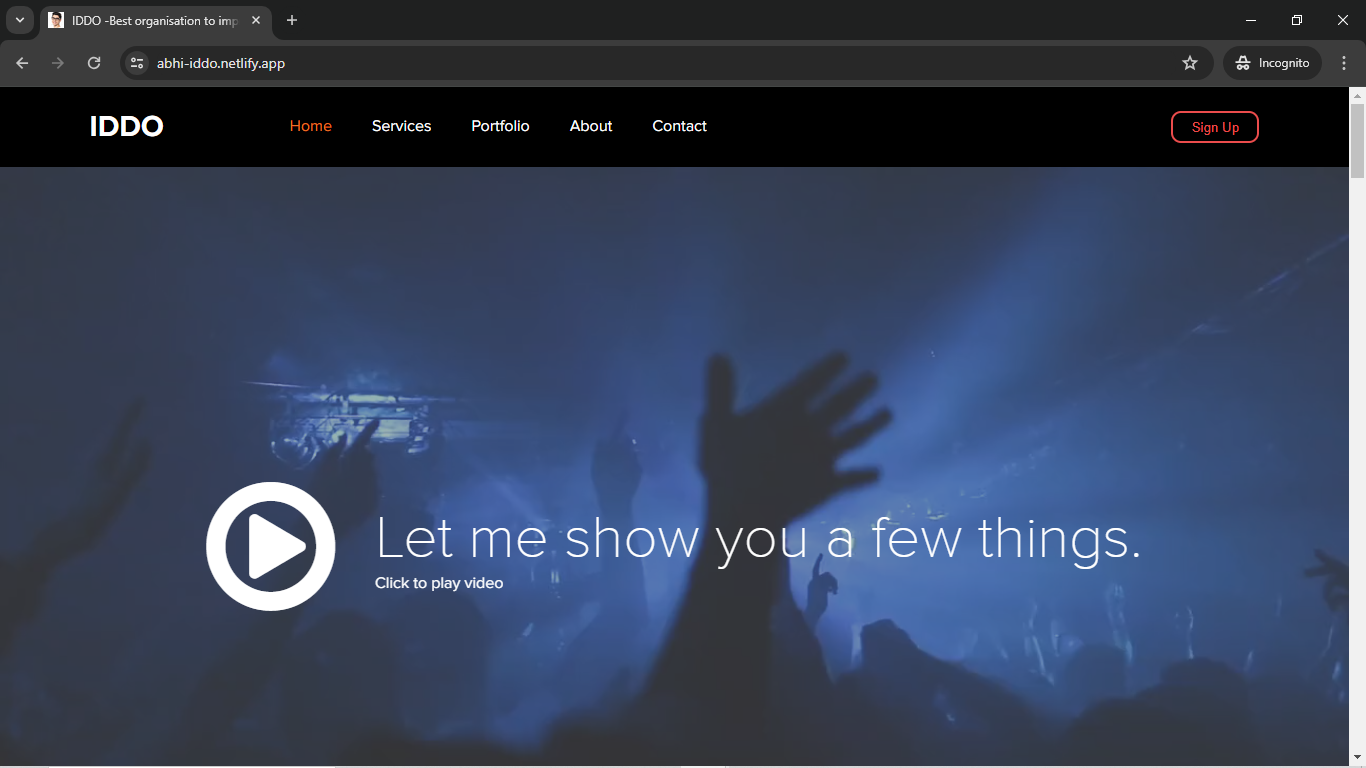 IDDO -Best organisation to imp
abhi-iddo.netlify.app
Incognito
IDDO
Home Services Portfolio About Contact
Sign Up
Let me show you a few things.
Click to play video